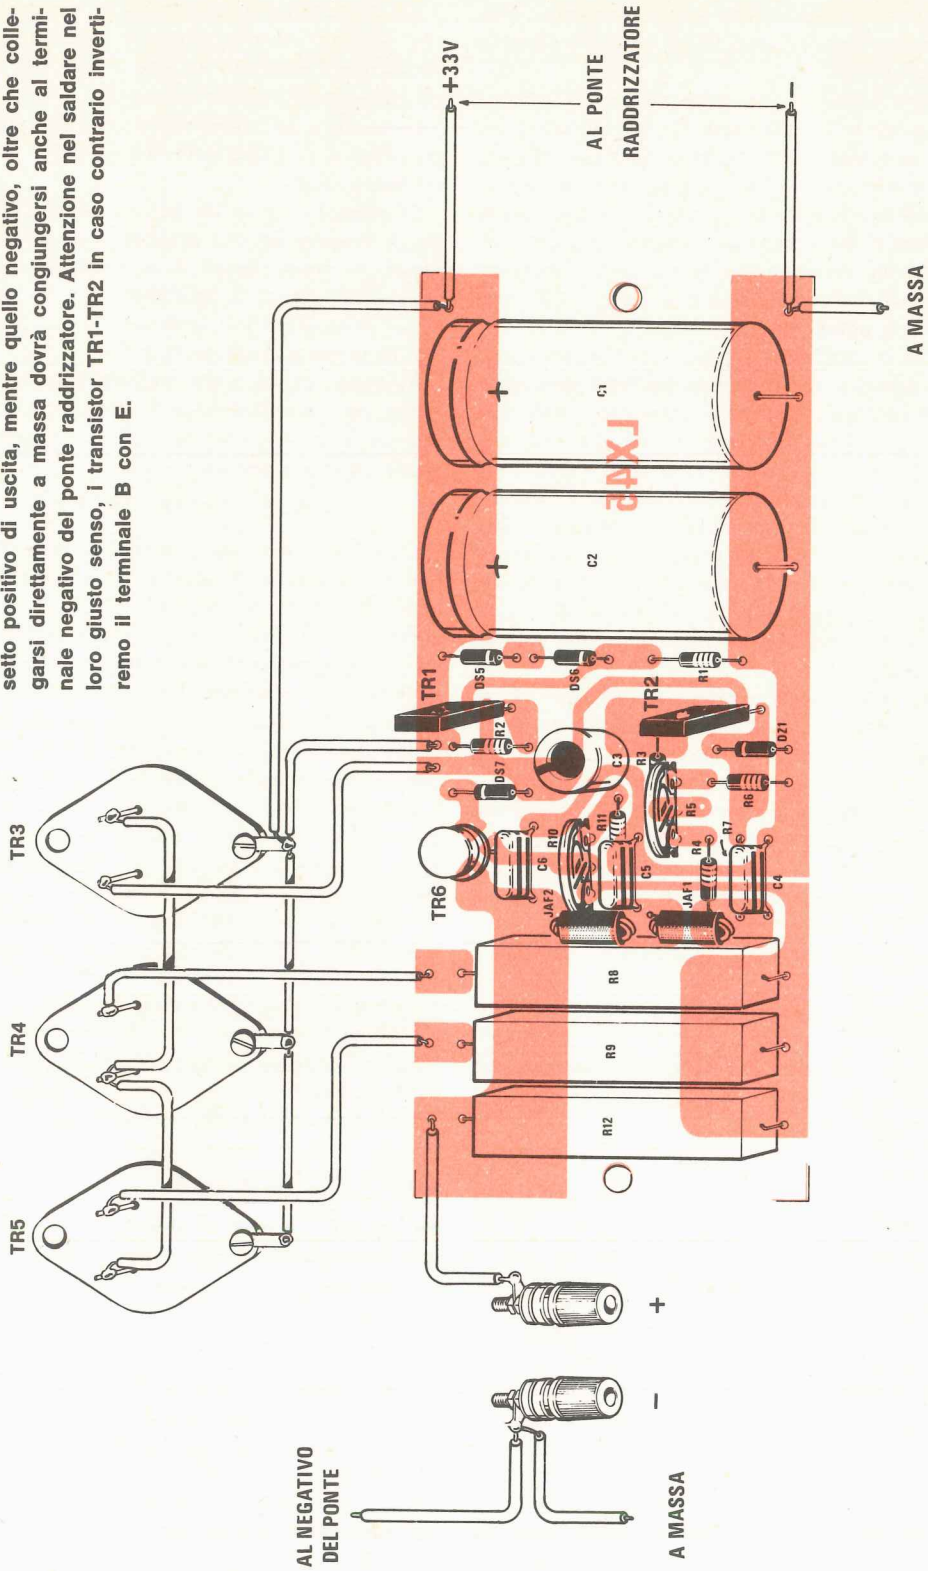 setto positivo di uscita, mentre quello negativo, oltre che colle-
garsi direttamente a massa dovrà congiungersi anche al termi-
nale negativo del ponte raddrizzatore. Attenzione nel saldare nel
loro giusto senso, i transistor TR1-TR2 in caso contrario inverti-
remo il terminale B con E.
TR5
TR4
TR3
+33V
AL PONTE
RADDRIZZATORE
−
A MASSA
TR6
TR1
DS7
R2
DS5
DS6
R1
TR2
C3
R3
DZ1
R6
R5
R11
R10
C6
C5
R4
R7
C4
JAF2
JAF1
R8
R9
R12
C2
C1
+
+
LX45
AL NEGATIVO
DEL PONTE
A MASSA
−
+